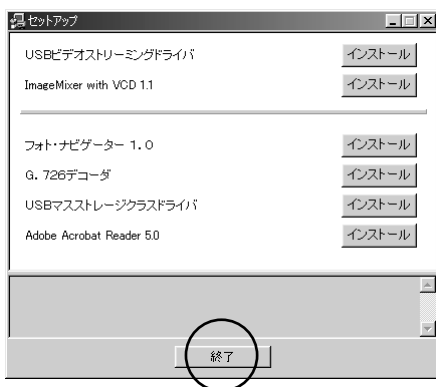 セットアップ
USBビデオストリーミングドライバ インストール
ImageMixer with VCD 1.1 インストール
フォト・ナビゲーター 1.0 インストール
G.726デコーダ インストール
USBマスストレージクラスドライバ インストール
Adobe Acrobat Reader 5.0 インストール
終了